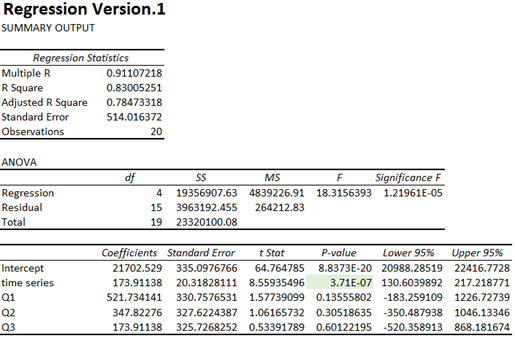 Regression Version.1
SUMMARY OUTPUT
Regression Statistics
Multiple R 0.91107218
R Square 0.83005251
Adjusted R Square 0.78473318
Standard Error 514.016372
Observations 20
ANOVA
df SS MS F Significance F
Regression 4 19356907.63 4839226.91 18.3156393 1.21961E-05
Residual 15 3963192.455 264212.83
Total 19 23320100.08
Coefficients Standard Error t Stat P-value Lower 95% Upper 95%
Intercept 21702.529 335.0976766 64.764785 8.8373E-20 20988.28519 22416.7728
time series 173.91138 20.31828111 8.55935496 3.71E-07 130.6039892 217.218771
Q1 521.734141 330.7576531 1.57739099 0.13555802 -183.259109 1226.72739
Q2 347.82276 327.6224387 1.06165732 0.30518635 -350.487938 1046.13346
Q3 173.91138 325.7268252 0.53391789 0.60122195 -520.358913 868.181674